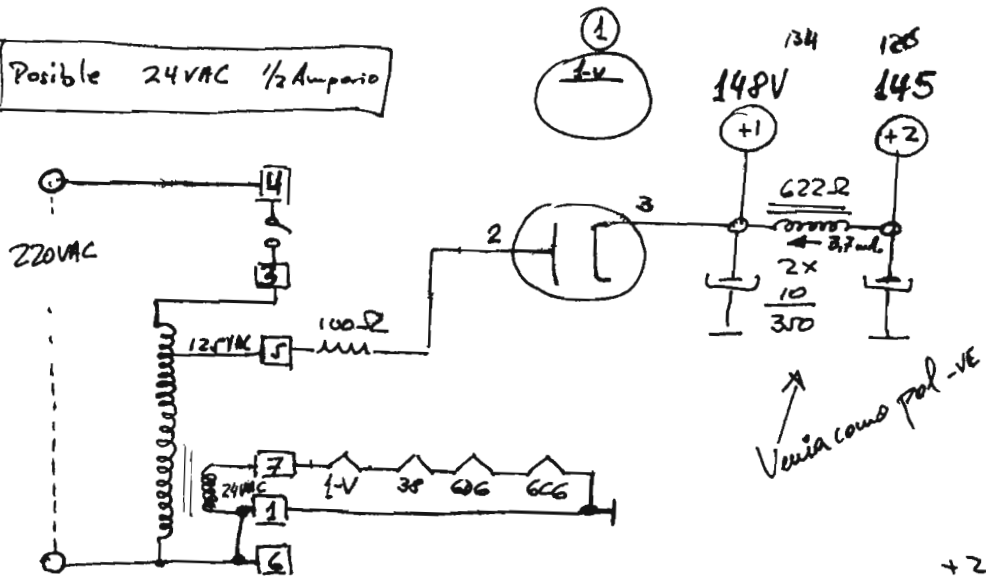 Posible 24VAC 1/2 Amperio
1
1-V
134
148V
+1
128
145
+2
4
220VAC
3
125VAC
5
100Ω
2
3
622Ω
2x
10
350
Venia como pol -VE
7
24VAC
1
6
1-V
38
6D6
6C6
+2